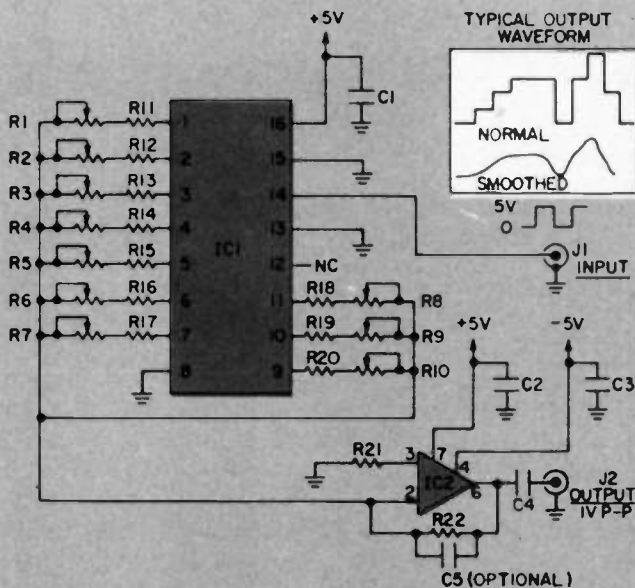 +5V
TYPICAL OUTPUT
WAVEFORM
C1
R1 R11 1 16
R2 R12 2 15
R3 R13 3 14
NORMAL
SMOOTHED
R4 R14 4 13
5V
0
R5 R15 5 IC1 12 NC
J1
INPUT
R6 R16 6 11 R18 R8
R7 R17 7 10 R19 R9
8 9 R20 R10
+5V -5V
C2 C3
R21 3 7 4
IC2
2 6
C4
J2
OUTPUT
1V P-P
R22
C5 (OPTIONAL)